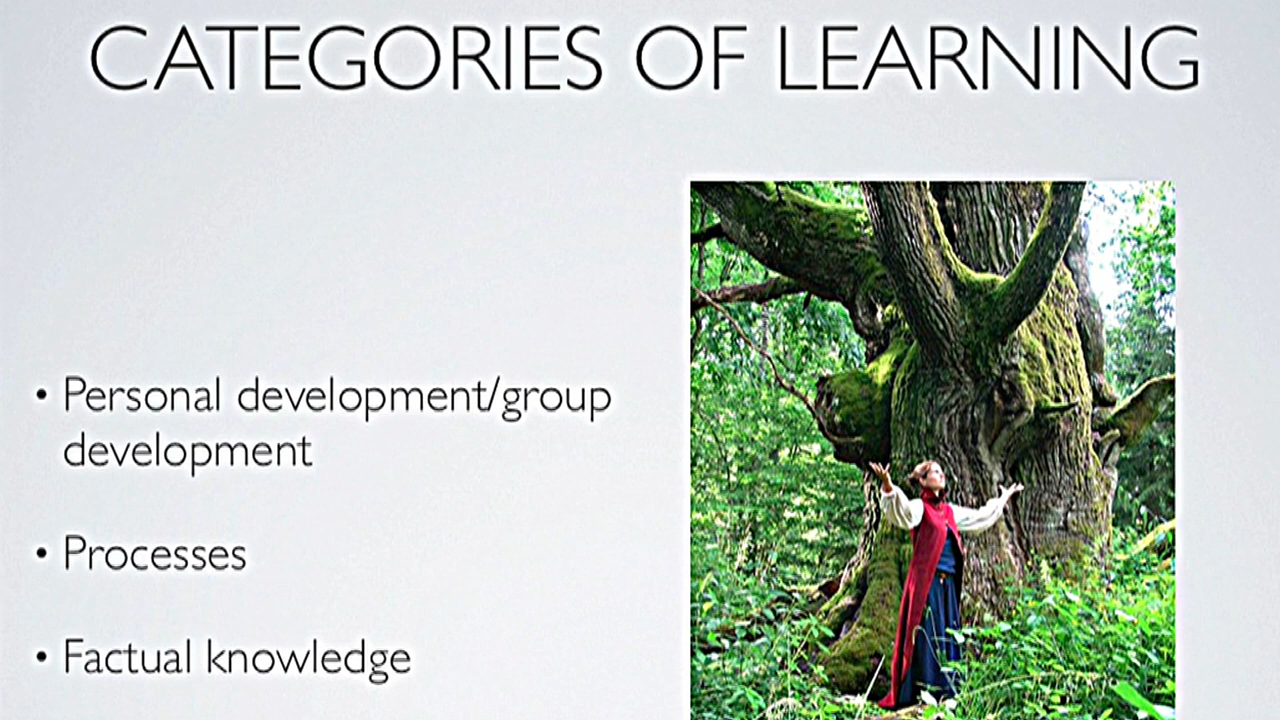 CATEGORIES OF LEARNING
• Personal development/group
development
• Processes
• Factual knowledge